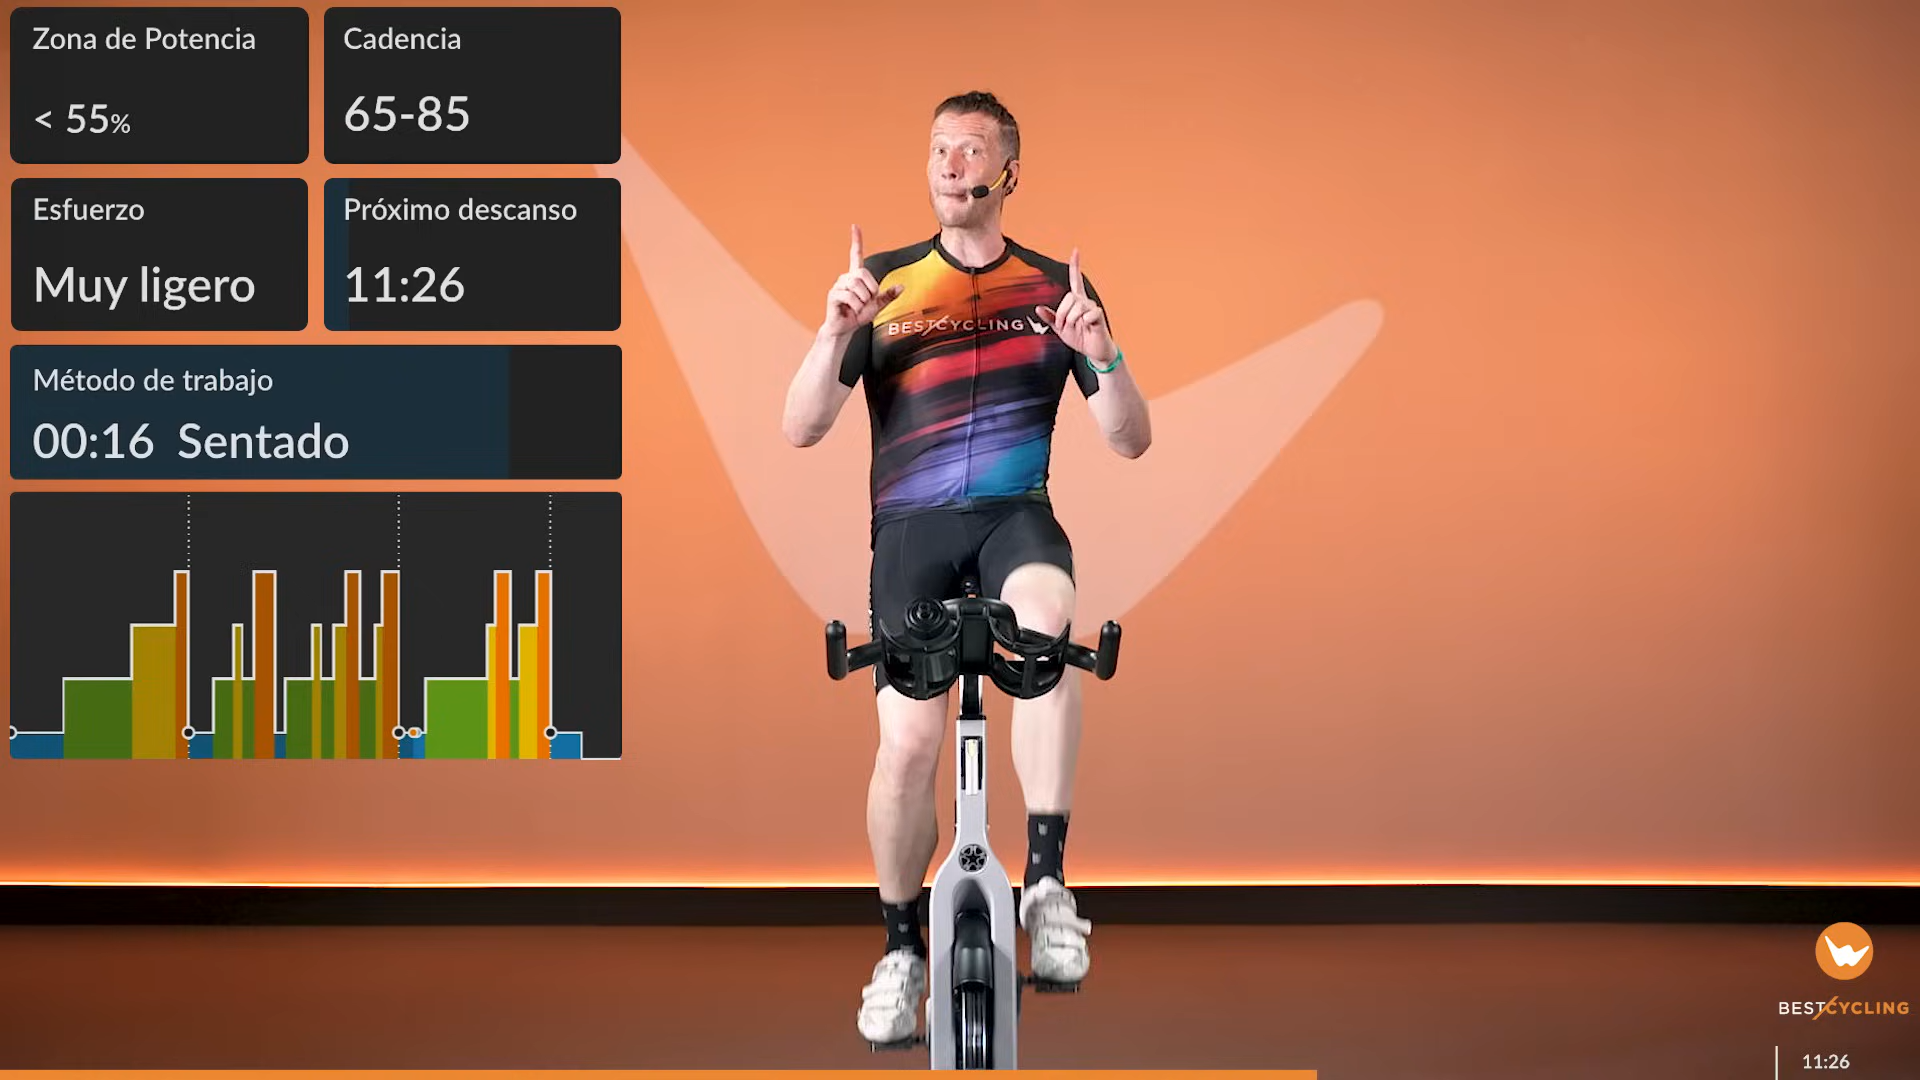 Zona de Potencia
< 55%
Cadencia
65-85
Esfuerzo
Muy ligero
Próximo descanso
11:26
Método de trabajo
00:16 Sentado
BESTCYCLING
BESTCYCLING
11:26